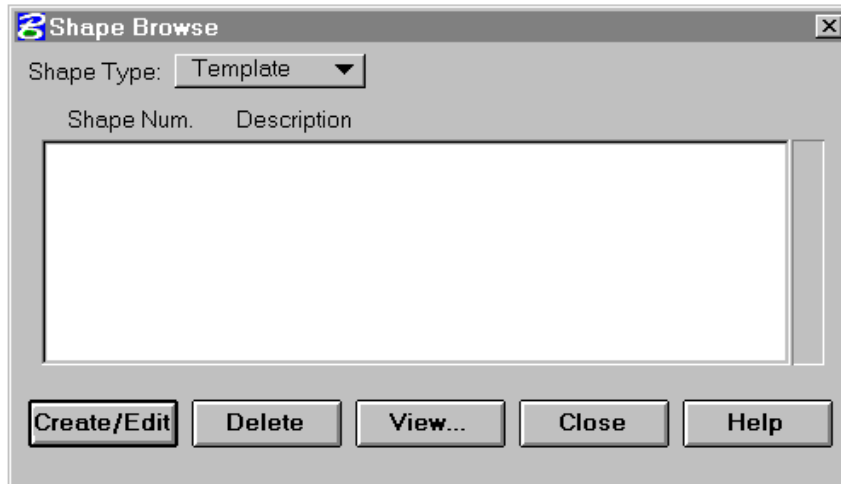 Shape Browse
Shape Type: Template
Shape Num. Description
Create/Edit Delete View... Close Help